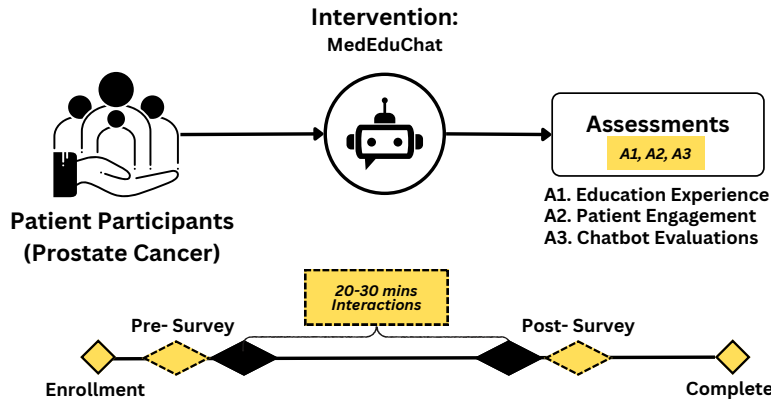 Intervention:
MedEduChat
Assessments
A1, A2, A3
A1. Education Experience
A2. Patient Engagement
A3. Chatbot Evaluations
Patient Participants
(Prostate Cancer)
20-30 mins
Interactions
Pre- Survey
Post- Survey
Enrollment
Complete